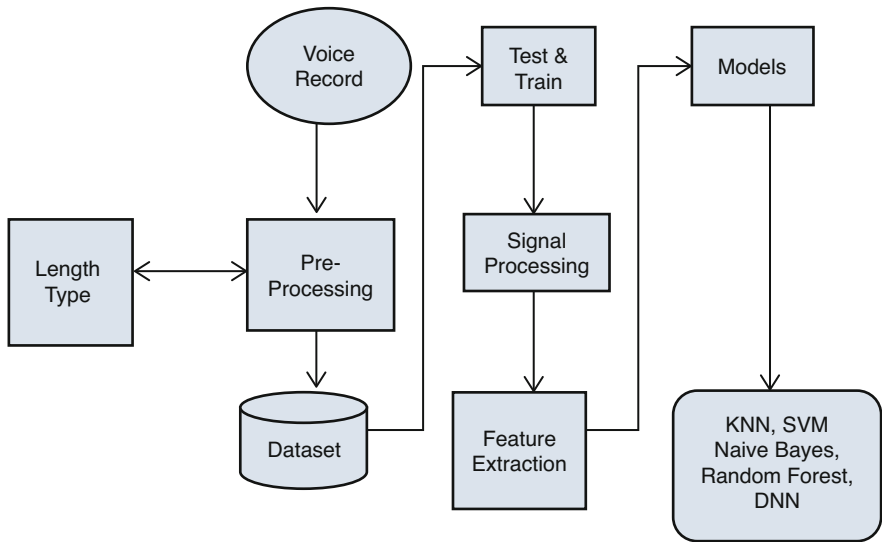 Voice
Record
Length
Type
Pre-
Processing
Dataset
Test &
Train
Signal
Processing
Feature
Extraction
Models
KNN, SVM
Naive Bayes,
Random Forest,
DNN